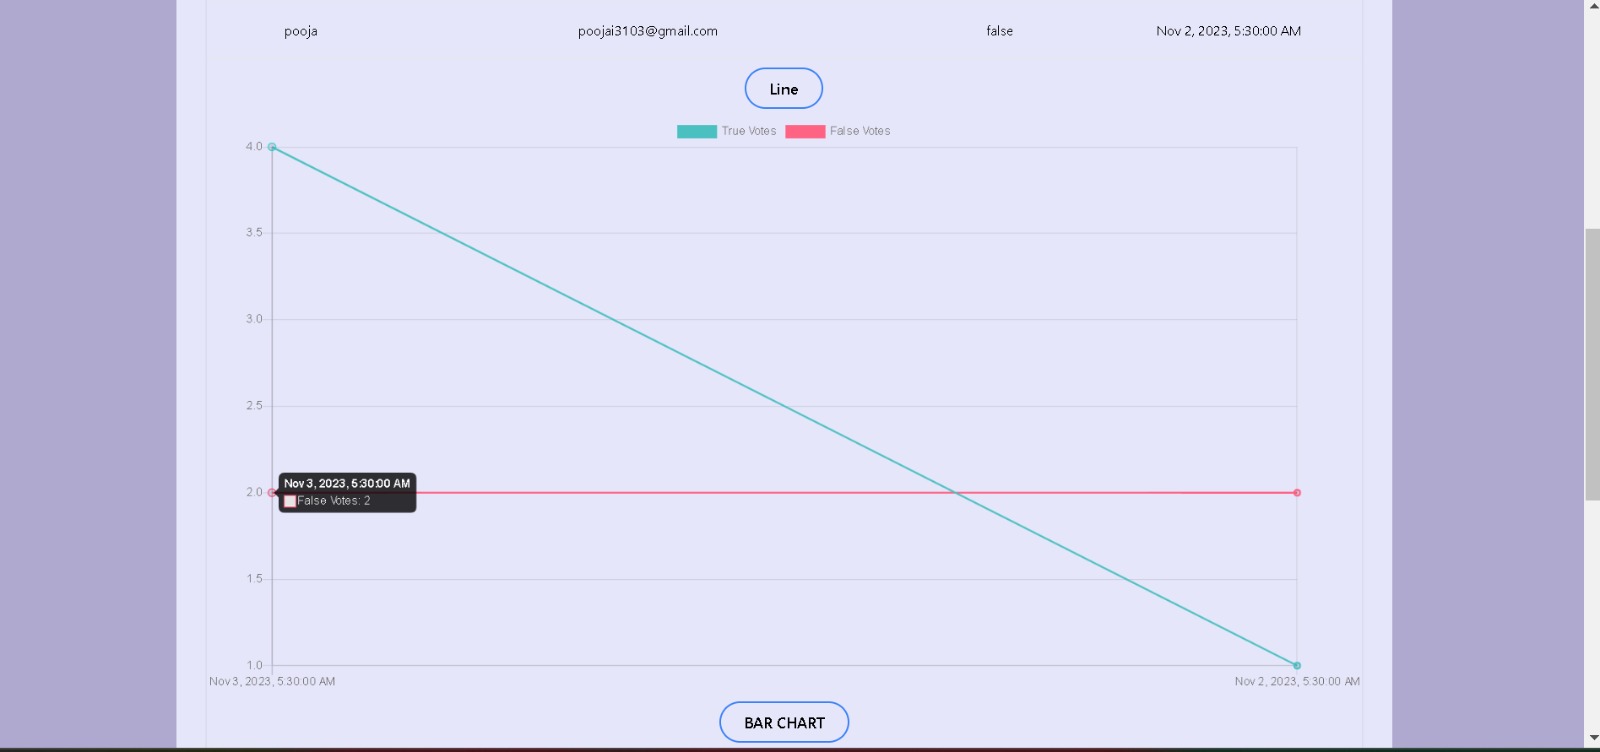 pooja poojai3103@gmail.com false Nov 2, 2023, 5:30:00 AM
Line
True Votes False Votes
4.0
3.5
3.0
2.5
2.0
Nov 3, 2023, 5:30:00 AM
False Votes: 2
1.5
1.0
Nov 3, 2023, 5:30:00 AM Nov 2, 2023, 5:30:00 AM
BAR CHART